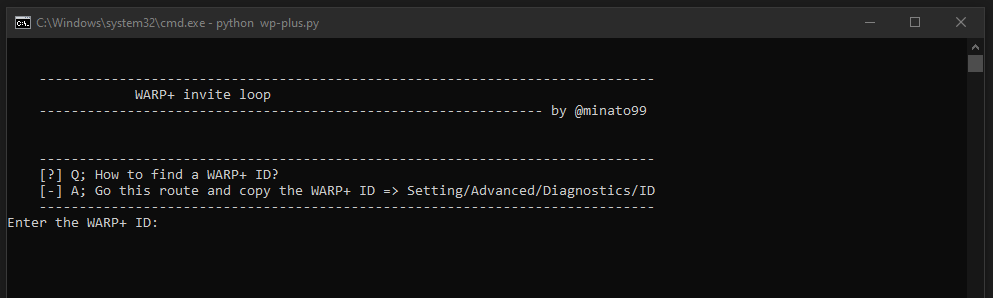 C:\Windows\system32\cmd.exe - python  wp-plus.py
-----------------------------------------------------------------------------
WARP+ invite loop
--------------------------------------------------------------- by @minato99
-----------------------------------------------------------------------------
[?] Q; How to find a WARP+ ID?
[-] A; Go this route and copy the WARP+ ID => Setting/Advanced/Diagnostics/ID
-----------------------------------------------------------------------------
Enter the WARP+ ID: